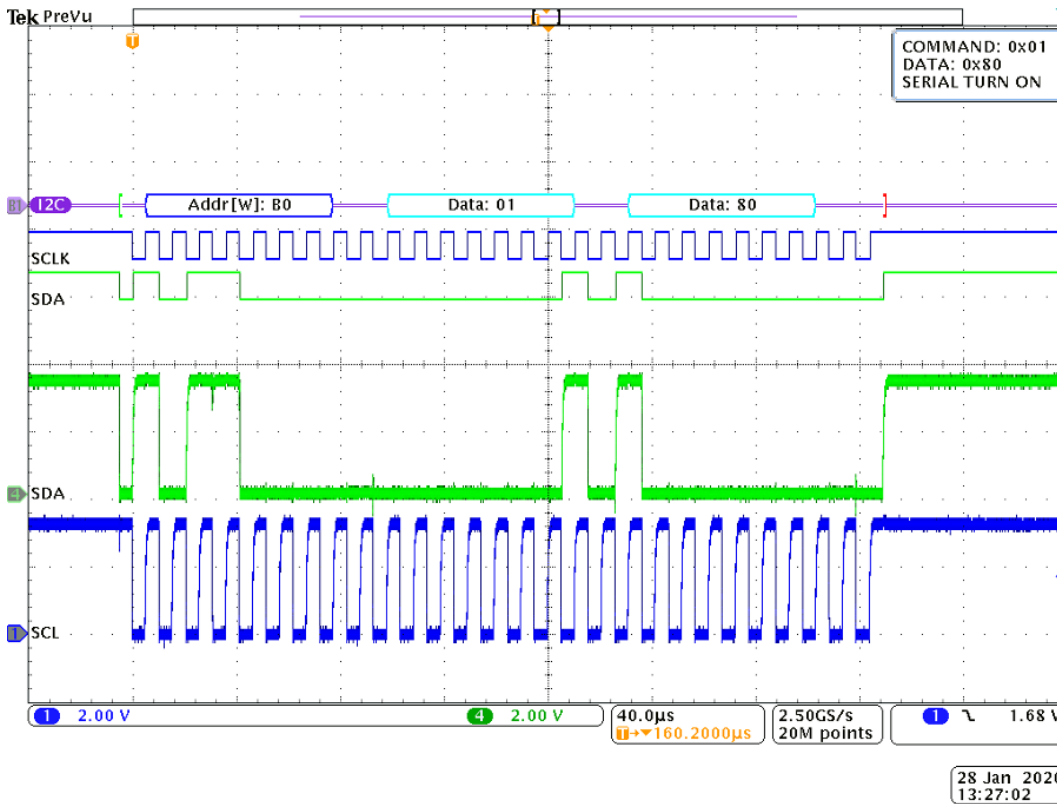 Tek PreVu
T
COMMAND: 0x01
DATA: 0x80
SERIAL TURN ON
B1 I2C
Addr[W]: B0
Data: 01
Data: 80
SCLK
SDA
4 SDA
1 SCL
1 2.00 V
4 2.00 V
40.0µs
T→▼160.2000µs
2.50GS/s
20M points
1 1.68 V
28 Jan 2020
13:27:02